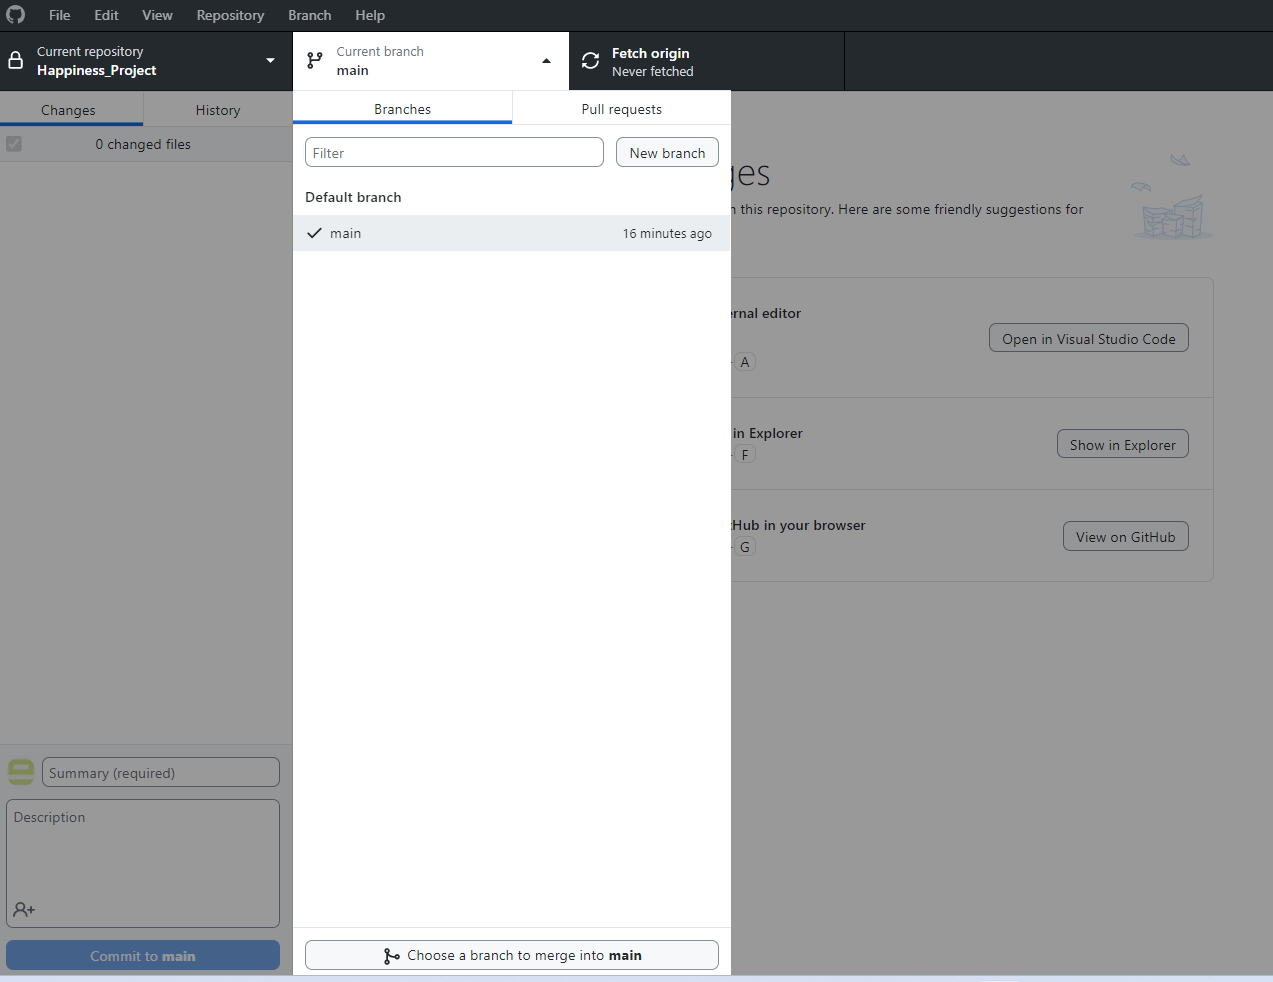 File Edit View Repository Branch Help
Current repository
Happiness_Project
Current branch
main
Fetch origin
Never fetched
Changes History
0 changed files
Branches Pull requests
Filter
New branch
Default branch
main 16 minutes ago
this repository. Here are some friendly suggestions for
editor
Open in Visual Studio Code
A
in Explorer
F
Show in Explorer
in your browser
G
View on GitHub
Summary (required)
Description
Commit to main
Choose a branch to merge into main